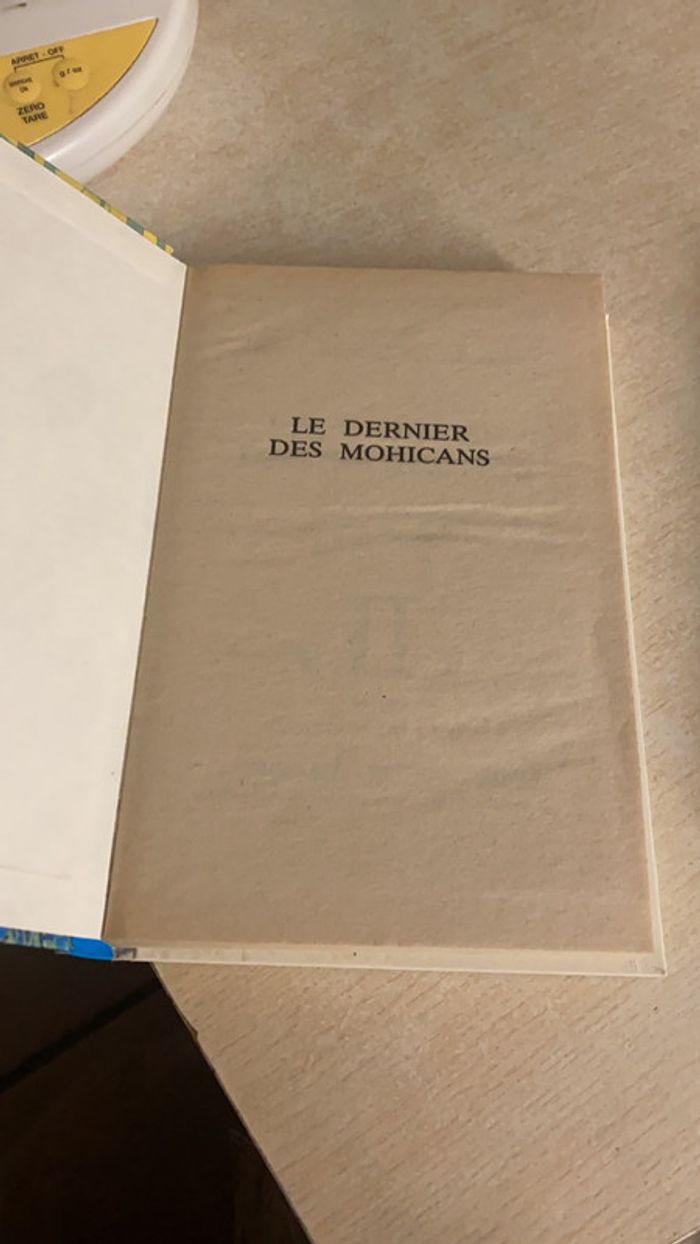 ARRET - OFF
ZERO
TARE
LE DERNIER
DES MOHICANS